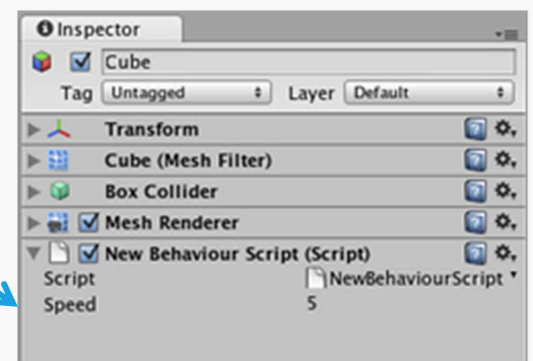 Inspector
Cube
Tag Untagged Layer Default
Transform
Cube (Mesh Filter)
Box Collider
Mesh Renderer
New Behaviour Script (Script)
Script NewBehaviourScript
Speed 5